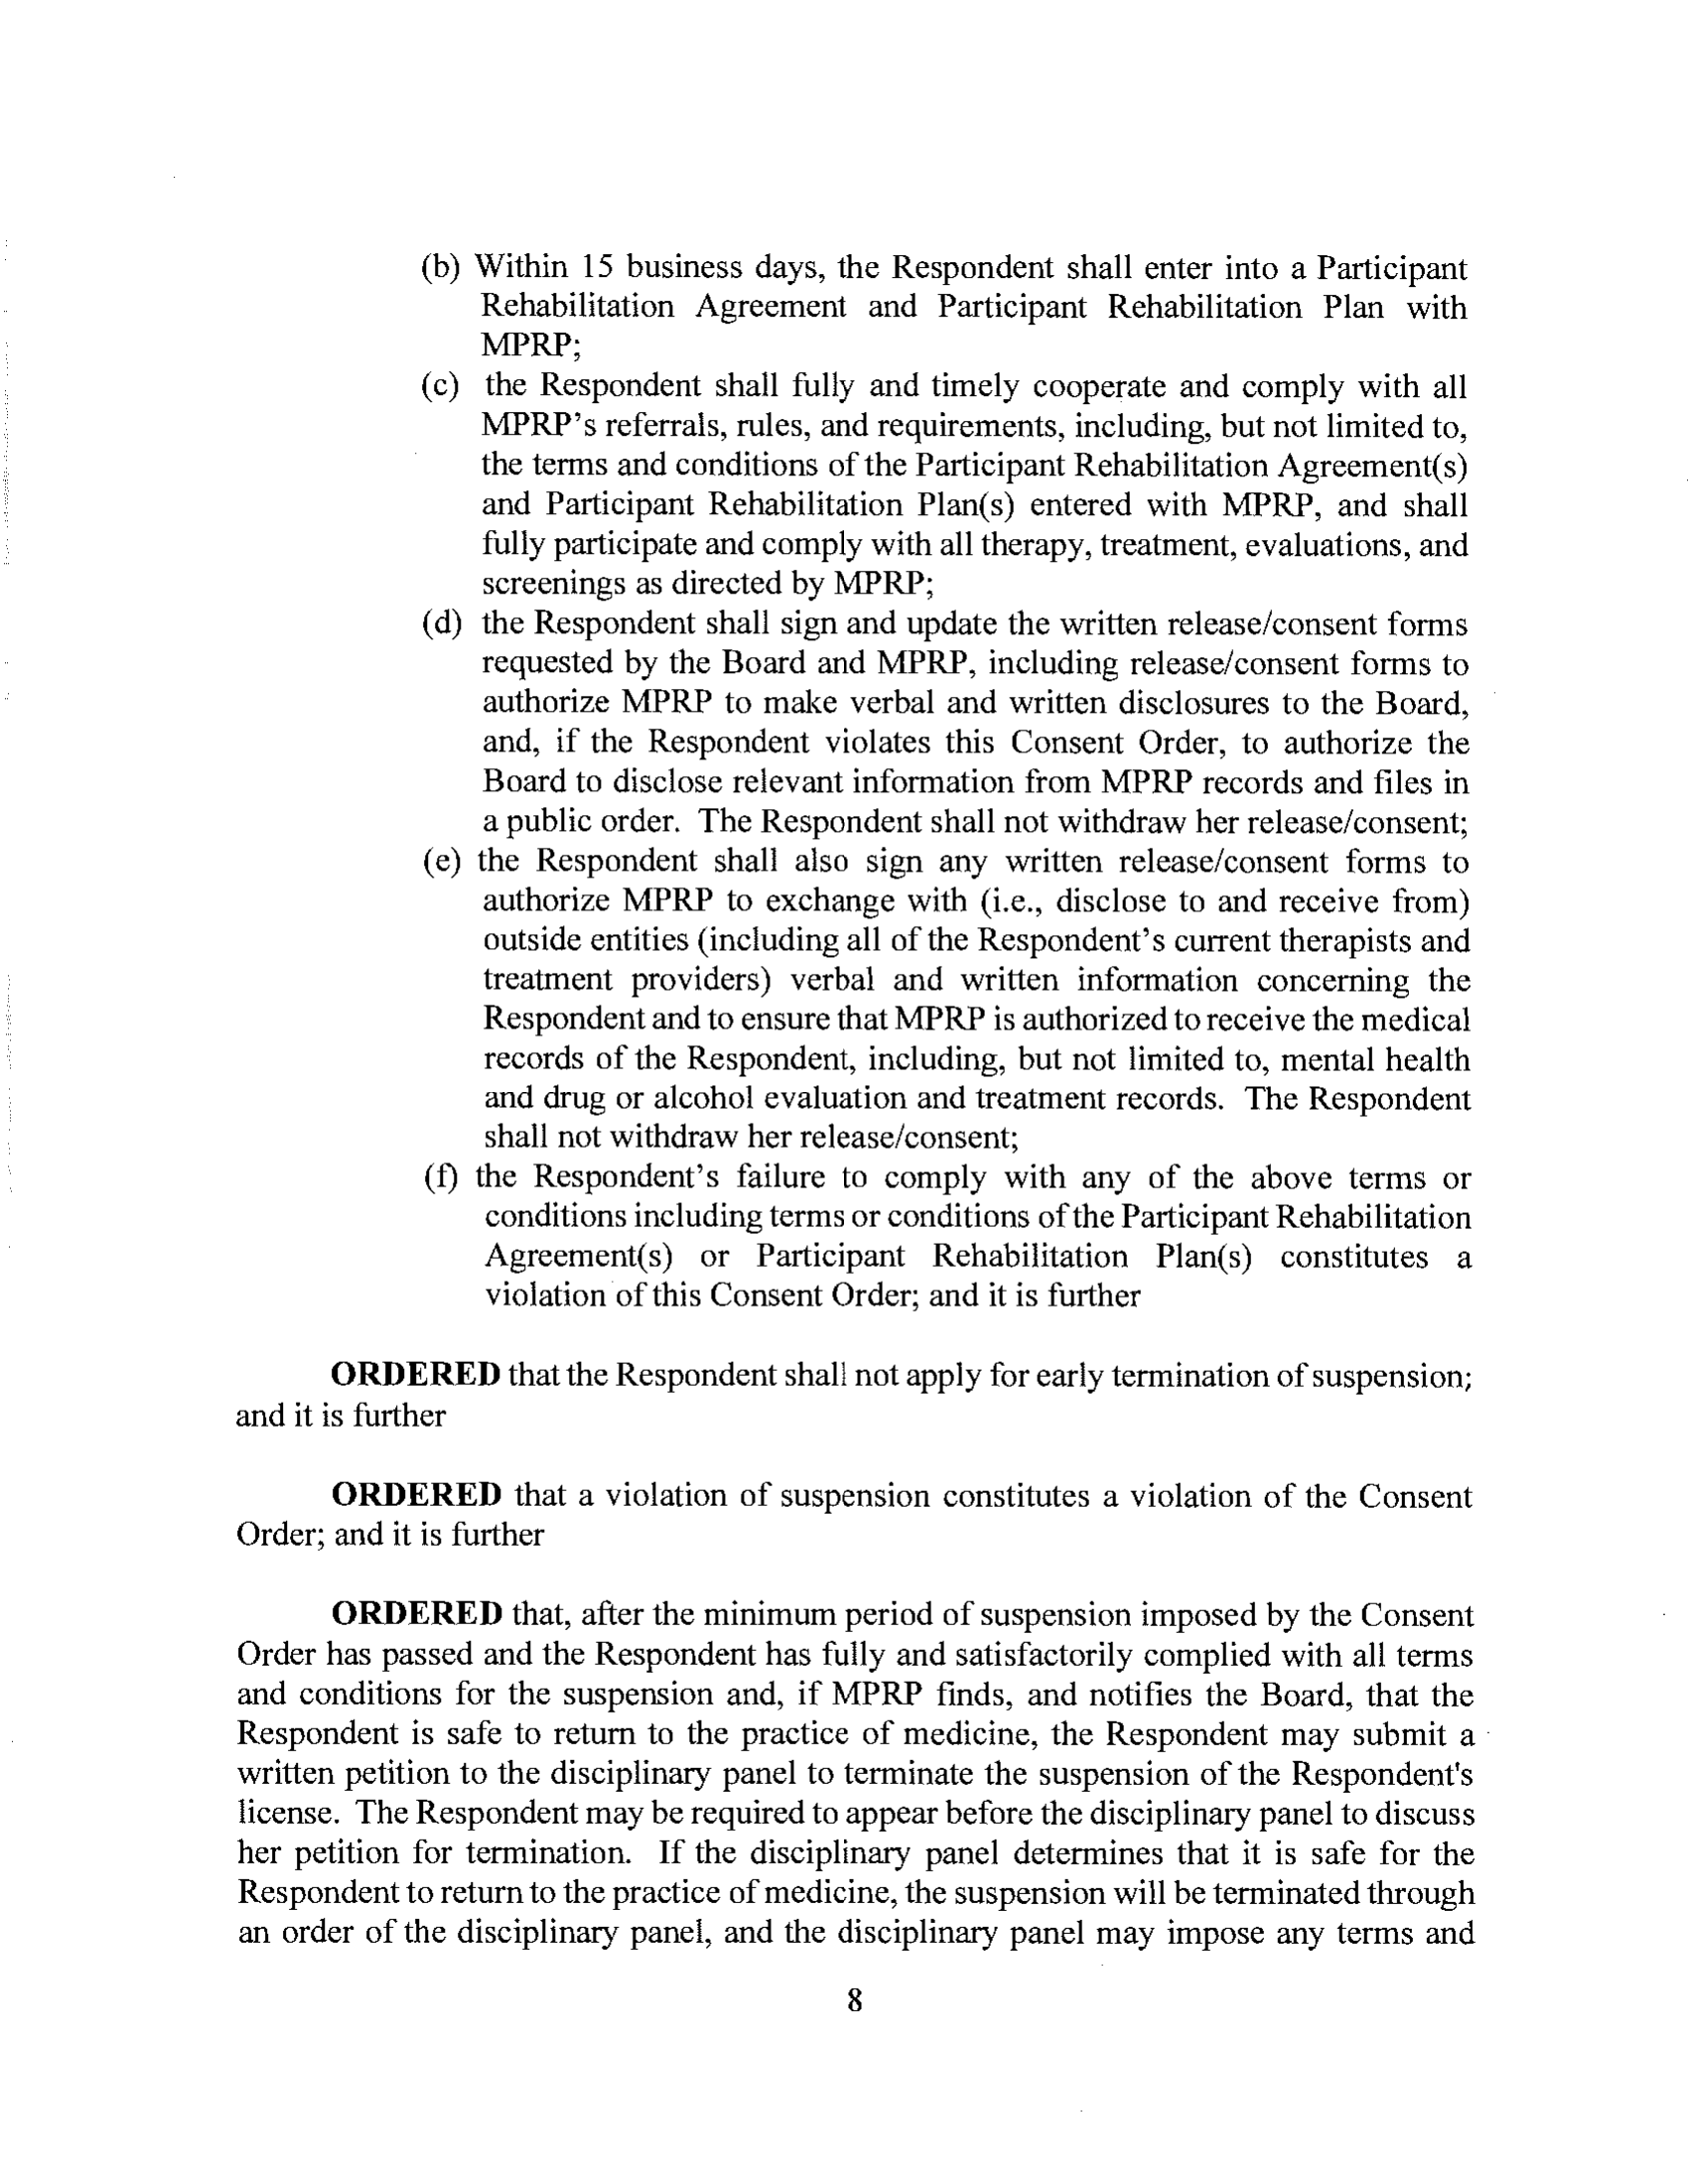 (b) Within 15 business days, the Respondent shall enter into a Participant
Rehabilitation Agreement and Participant Rehabilitation Plan with
MPRP;
(c) the Respondent shall fully and timely cooperate and comply with all
MPRP’s referrals, rules, and requirements, including, but not limited to,
the terms and conditions of the Participant Rehabilitation Agreement(s)
and Participant Rehabilitation Plan(s) entered with MPRP, and shall
fully participate and comply with all therapy, treatment, evaluations, and
screenings as directed by MPRP;
(d) the Respondent shall sign and update the written release/consent forms
requested by the Board and MPRP, including release/consent forms to
authorize MPRP to make verbal and written disclosures to the Board,
and, if the Respondent violates this Consent Order, to authorize the
Board to disclose relevant information from MPRP records and files in
a public order. The Respondent shall not withdraw her release/consent;
(e) the Respondent shall also sign any written release/consent forms to
authorize MPRP to exchange with (i.e., disclose to and receive from)
outside entities (including all of the Respondent’s current therapists and
treatment providers) verbal and written information concerning the
Respondent and to ensure that MPRP is authorized to receive the medical
records of the Respondent, including, but not limited to, mental health
and drug or alcohol evaluation and treatment records. The Respondent
shall not withdraw her release/consent;
(f) the Respondent’s failure to comply with any of the above terms or
conditions including terms or conditions of the Participant Rehabilitation
Agreement(s) or Participant Rehabilitation Plan(s) constitutes a
violation of this Consent Order; and it is further
ORDERED that the Respondent shall not apply for early termination of suspension;
and it is further
ORDERED that a violation of suspension constitutes a violation of the Consent
Order; and it is further
ORDERED that, after the minimum period of suspension imposed by the Consent
Order has passed and the Respondent has fully and satisfactorily complied with all terms
and conditions for the suspension and, if MPRP finds, and notifies the Board, that the
Respondent is safe to return to the practice of medicine, the Respondent may submit a
written petition to the disciplinary panel to terminate the suspension of the Respondent's
license. The Respondent may be required to appear before the disciplinary panel to discuss
her petition for termination. If the disciplinary panel determines that it is safe for the
Respondent to return to the practice of medicine, the suspension will be terminated through
an order of the disciplinary panel, and the disciplinary panel may impose any terms and
8